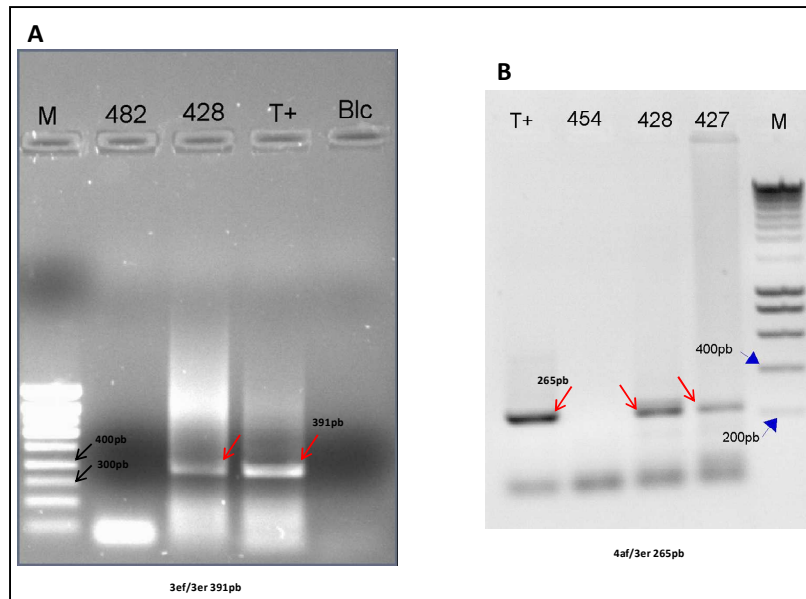 A
M 482 428 T+ Blc
400pb
300pb
391pb
3ef/3er 391pb
B
T+ 454 428 427 M
400pb
265pb
200pb
4af/3er 265pb